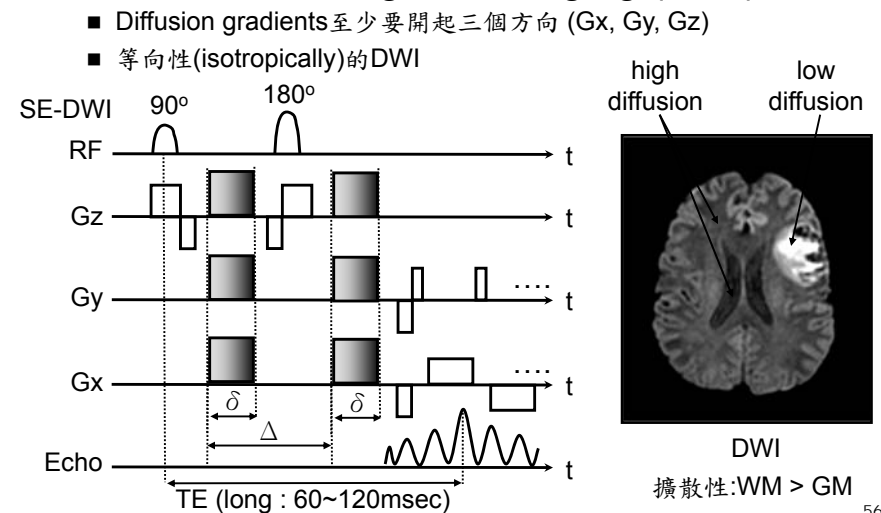 ■ Diffusion gradients至少要開起三個方向 (Gx, Gy, Gz)
■ 等向性(isotropically)的DWI
high diffusion
low diffusion
SE-DWI
90º
180º
RF
t
Gz
t
Gy
....
t
Gx
....
t
δ
δ
Δ
Echo
t
TE (long : 60~120msec)
DWI
擴散性:WM > GM
56